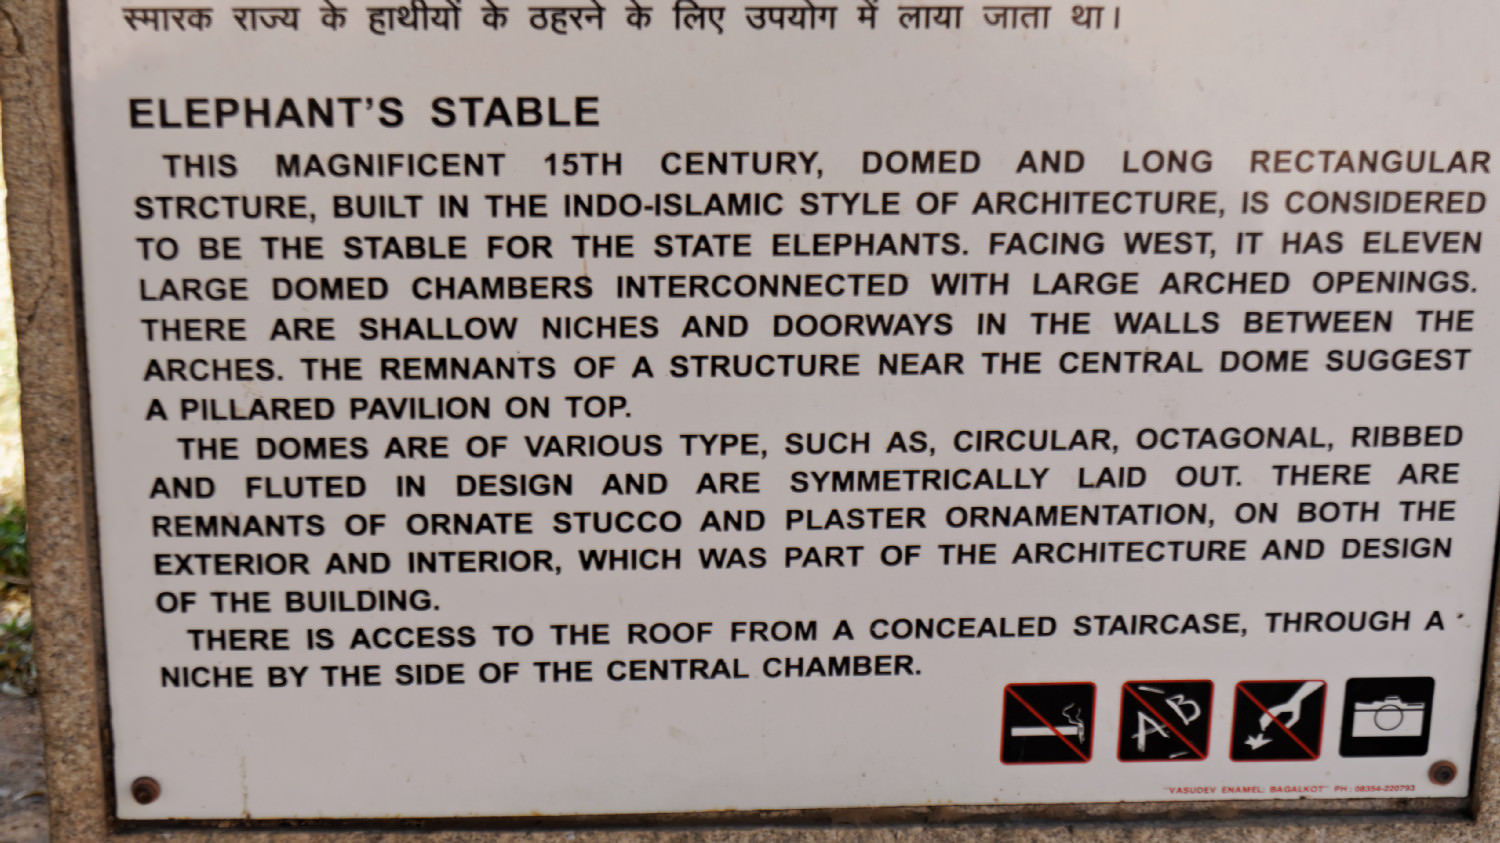 स्मारक राज्य के हाथीयों के ठहरने के लिए उपयोग में लाया जाता था।
ELEPHANT'S STABLE
THIS MAGNIFICENT 15TH CENTURY, DOMED AND LONG RECTANGULAR
STRCTURE, BUILT IN THE INDO-ISLAMIC STYLE OF ARCHITECTURE, IS CONSIDERED
TO BE THE STABLE FOR THE STATE ELEPHANTS. FACING WEST, IT HAS ELEVEN
LARGE DOMED CHAMBERS INTERCONNECTED WITH LARGE ARCHED OPENINGS.
THERE ARE SHALLOW NICHES AND DOORWAYS IN THE WALLS BETWEEN THE
ARCHES. THE REMNANTS OF A STRUCTURE NEAR THE CENTRAL DOME SUGGEST
A PILLARED PAVILION ON TOP.
THE DOMES ARE OF VARIOUS TYPE, SUCH AS, CIRCULAR, OCTAGONAL, RIBBED
AND FLUTED IN DESIGN AND ARE SYMMETRICALLY LAID OUT. THERE ARE
REMNANTS OF ORNATE STUCCO AND PLASTER ORNAMENTATION, ON BOTH THE
EXTERIOR AND INTERIOR, WHICH WAS PART OF THE ARCHITECTURE AND DESIGN
OF THE BUILDING.
THERE IS ACCESS TO THE ROOF FROM A CONCEALED STAIRCASE, THROUGH A
NICHE BY THE SIDE OF THE CENTRAL CHAMBER.
AB
"VASUDEV ENAMEL: BAGALKOT" PH : 08354-220793